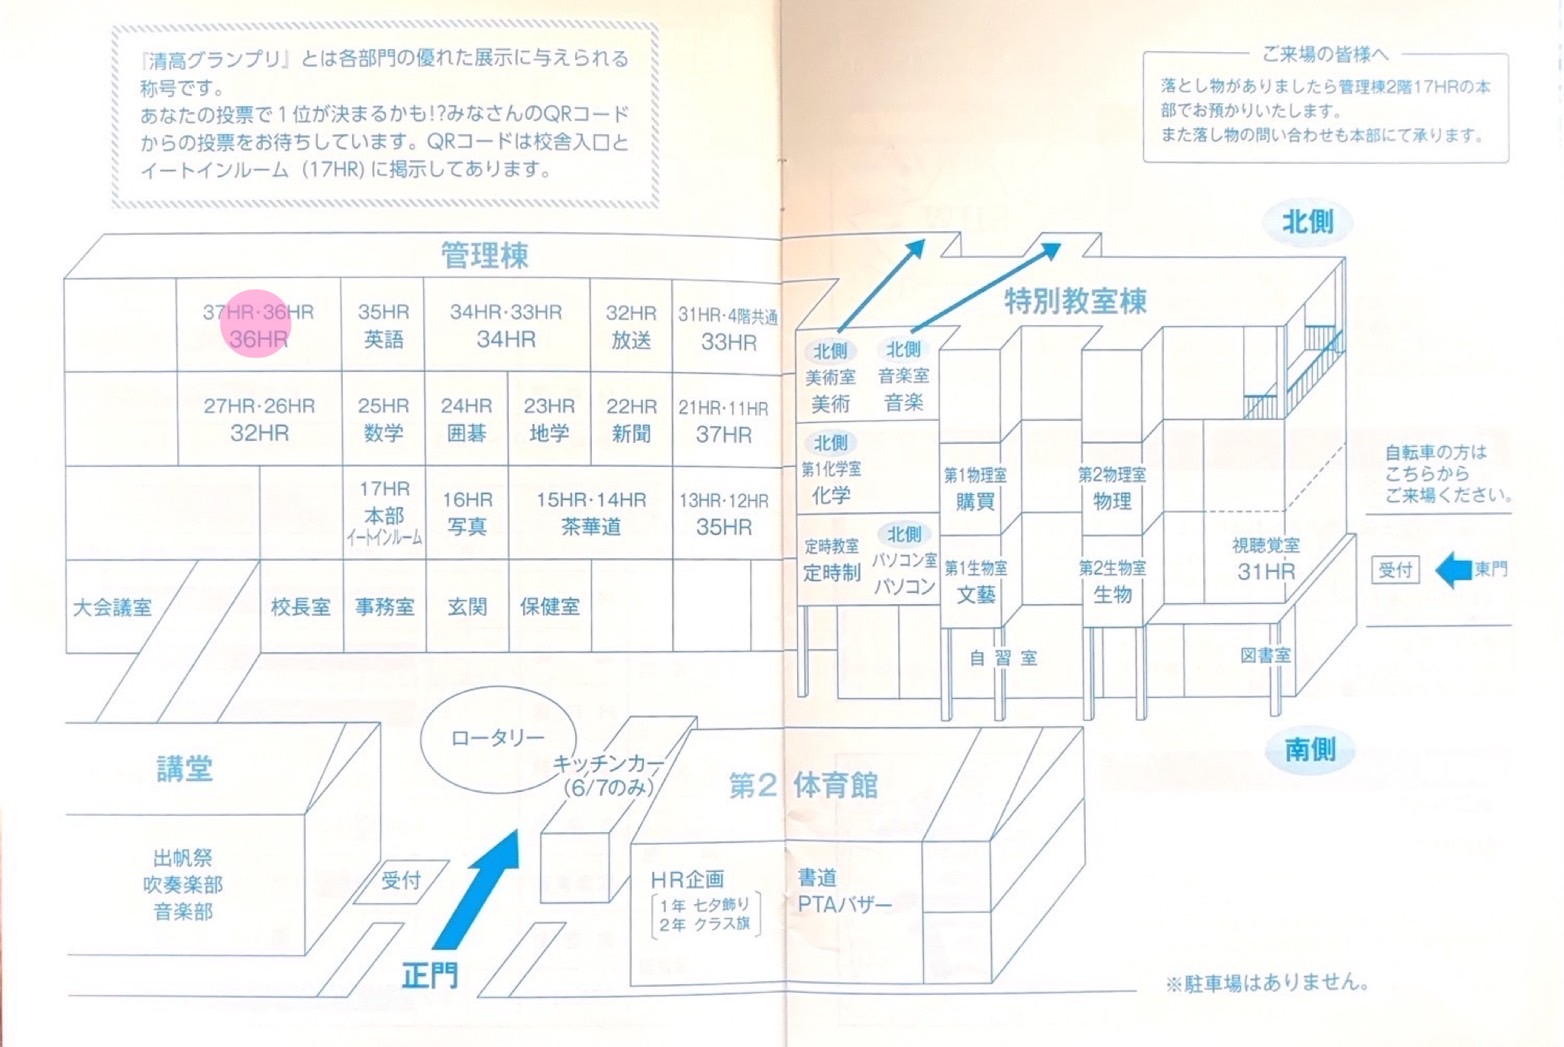 『清高グランプリ』とは各部門の優れた展示に与えられる
称号です。
あなたの投票で1位が決まるかも!?みなさんのQRコード
からの投票をお待ちしています。QRコードは校舎入口と
イートインルーム (17HR)に掲示してあります。
ご来場の皆様へ
落とし物がありましたら管理棟2階17HRの本
部でお預かりいたします。
また落し物の問い合わせも本部にて承ります。
北側
管理棟
37HR・36HR
36HR
35HR
英語
34HR・33HR
34HR
32HR
放送
31HR・4階共通
33HR
27HR・26HR
32HR
25HR
数学
24HR
囲碁
23HR
地学
22HR
新聞
21HR・11HR
37HR
17HR
本部
イートインルーム
16HR
写真
15HR・14HR
茶華道
13HR・12HR
35HR
大会議室
校長室
事務室
玄関
保健室
特別教室棟
北側
美術室
美術
北側
音楽室
音楽
北側
第1化学室
化学
第1物理室
購買
第2物理室
物理
定時教室
定時制
北側
パソコン室
パソコン
第1生物室
文藝
第2生物室
生物
視聴覚室
31HR
自習室
図書室
自転車の方は
こちらから
ご来場ください。
受付
東門
南側
講堂
出帆祭
吹奏楽部
音楽部
ロータリー
キッチンカー
(6/7のみ)
受付
正門
第2 体育館
HR企画
1年 七夕飾り
2年 クラス旗
書道
PTAバザー
※駐車場はありません。